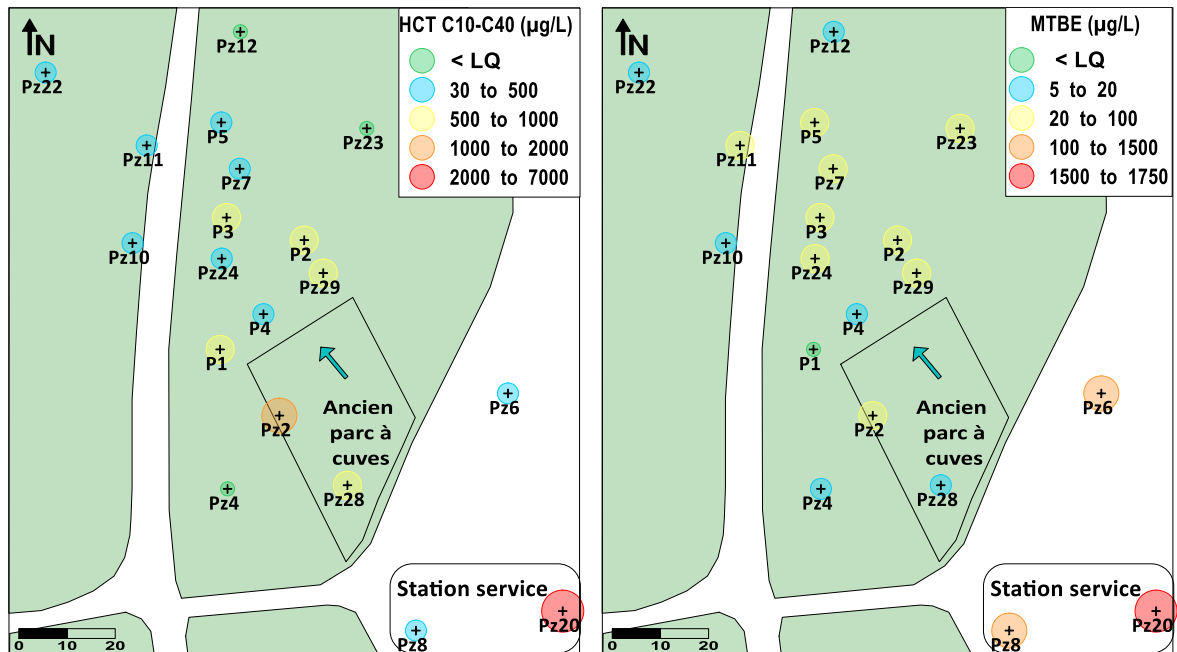 HCT C10-C40 (µg/L)
< LQ
30 to 500
500 to 1000
1000 to 2000
2000 to 7000
N
Pz12
Pz22
P5
Pz23
Pz11
Pz7
P3
P2
Pz10
Pz24
Pz29
P4
P1
Pz6
Ancien
parc à
cuves
Pz2
Pz28
Pz4
Station service
Pz20
Pz8
0 10 20
MTBE (µg/L)
< LQ
5 to 20
20 to 100
100 to 1500
1500 to 1750
N
Pz12
Pz22
P5
Pz23
Pz11
Pz7
P3
P2
Pz10
Pz24
Pz29
P4
P1
Pz6
Ancien
parc à
cuves
Pz2
Pz28
Pz4
Station service
Pz20
Pz8
0 10 20